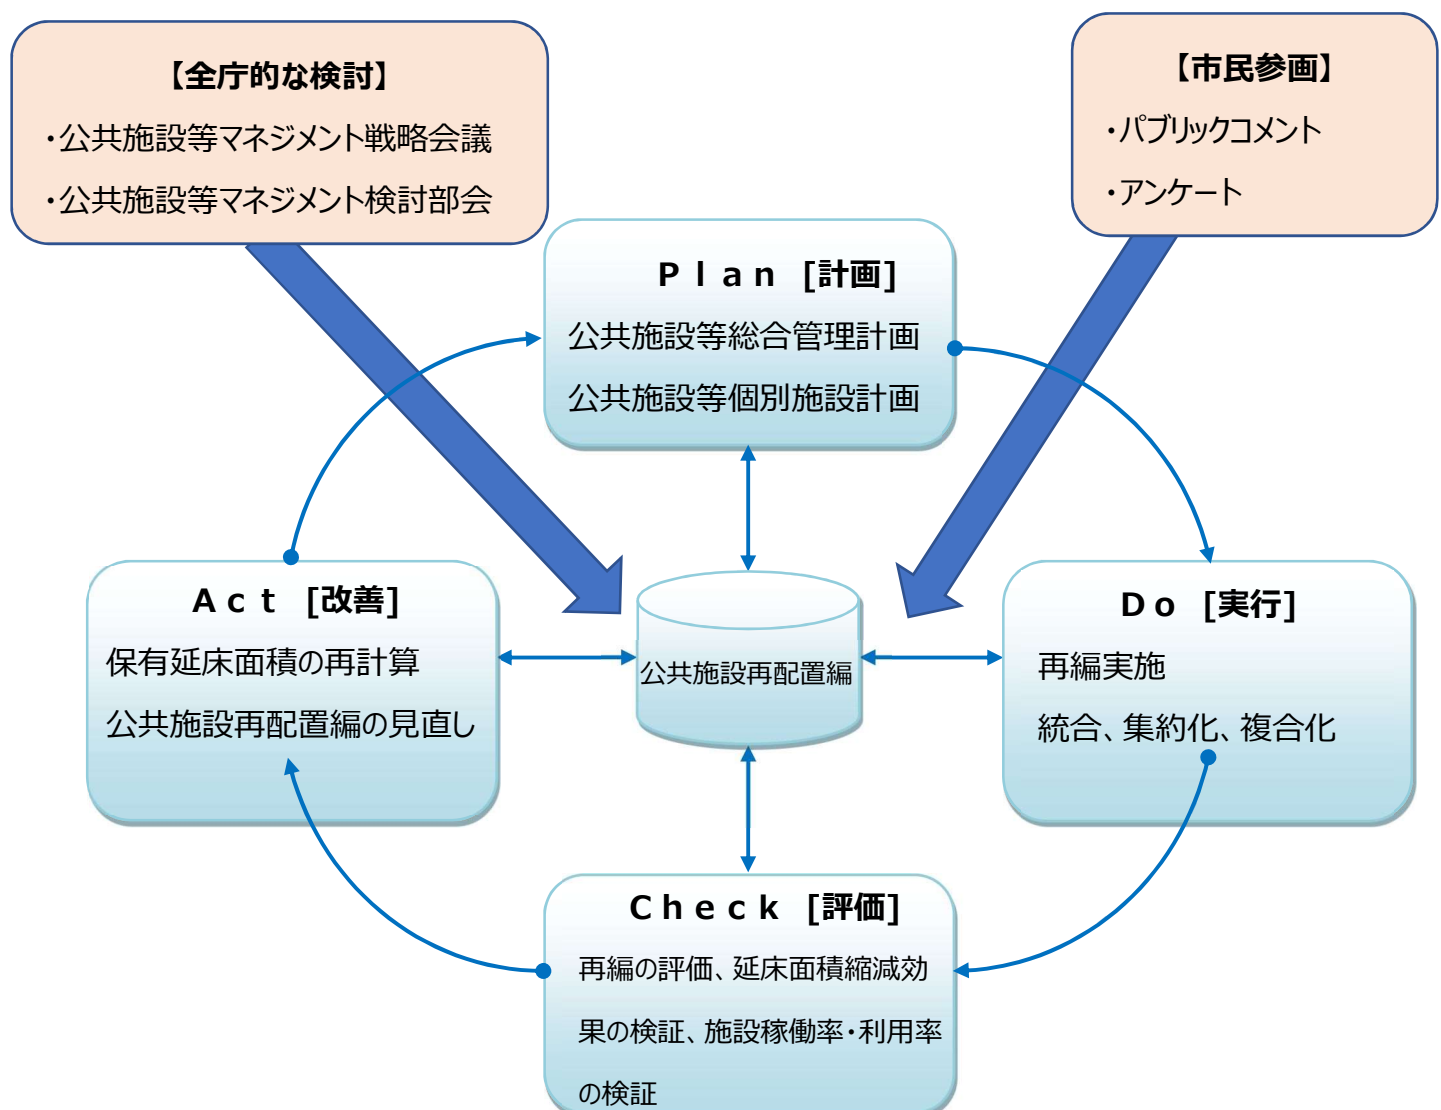 【全庁的な検討】
・公共施設等マネジメント戦略会議
・公共施設等マネジメント検討部会
【市民参画】
・パブリックコメント
・アンケート
Ｐｌａｎ [計画]
公共施設等総合管理計画
公共施設等個別施設計画
Ａｃｔ [改善]
保有延床面積の再計算
公共施設再配置編の見直し
公共施設再配置編
Ｄｏ [実行]
再編実施
統合、集約化、複合化
Ｃｈｅｃｋ [評価]
再編の評価、延床面積縮減効
果の検証、施設稼働率・利用率
の検証